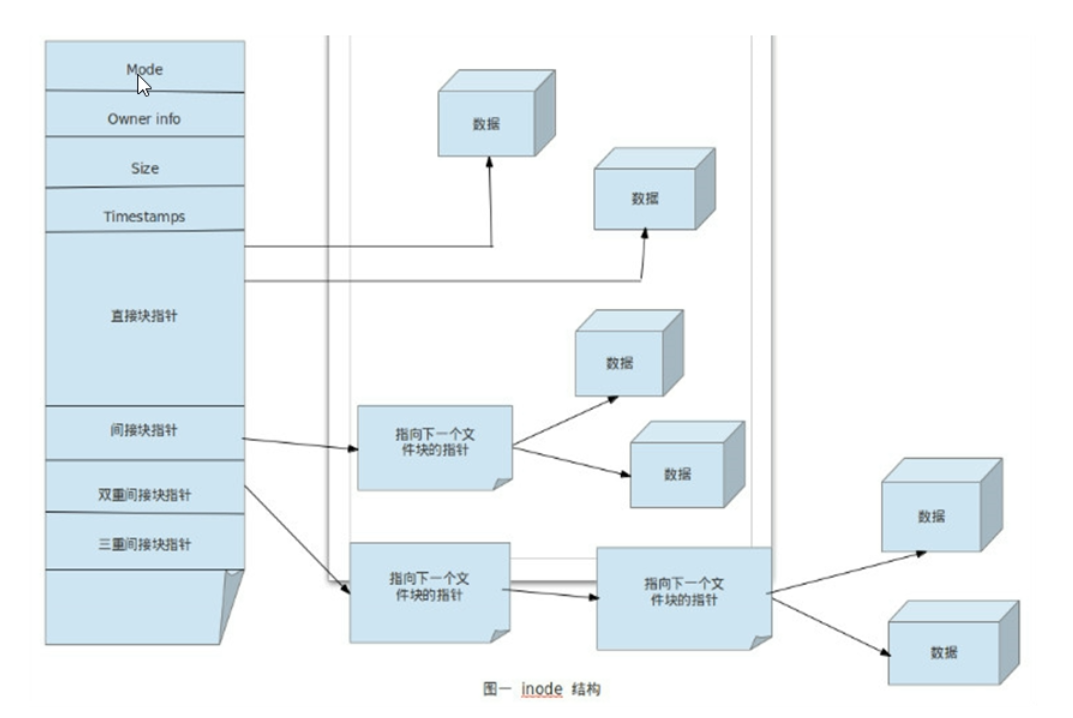 Mode
Owner info
Size
Timestamps
直接块指针
间接块指针
双重间接块指针
三重间接块指针
数据
数据
数据
指向下一个文
件块的指针
数据
数据
指向下一个文
件块的指针
指向下一个文
件块的指针
数据
图一 inode 结构